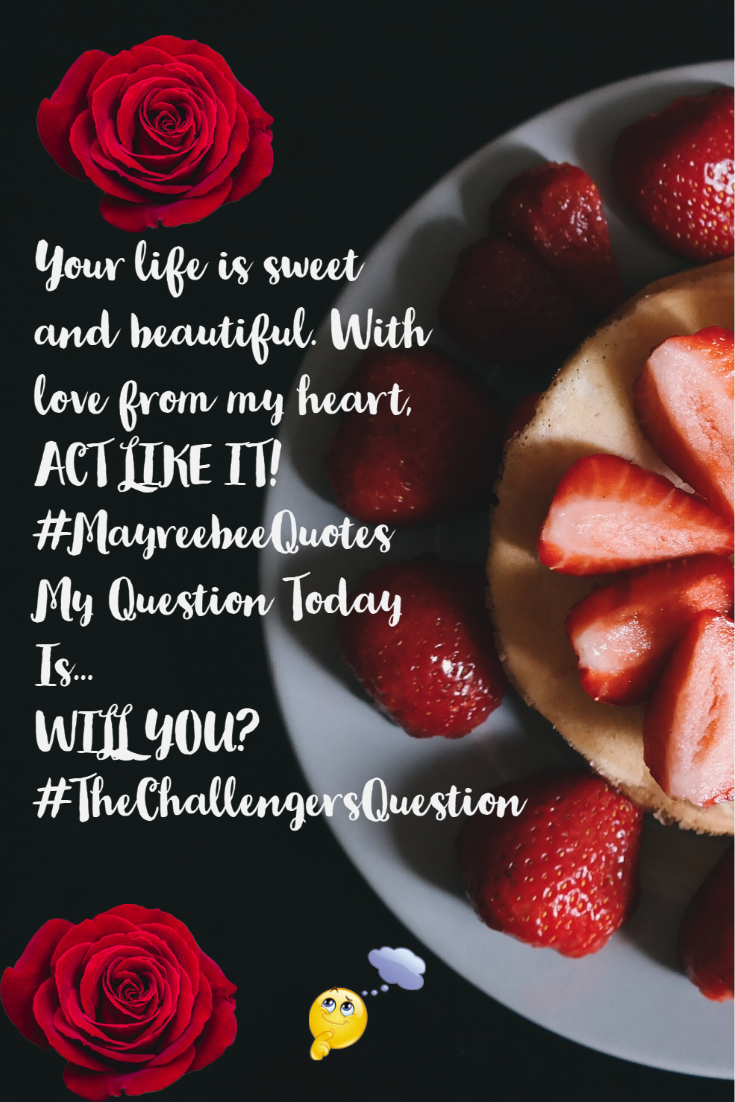 Your life is sweet
and beautiful. With
love from my heart,
ACT LIKE IT!
#MayreebeeQuotes
My Question Today
Is...
WILL YOU?
#TheChallengersQuestion